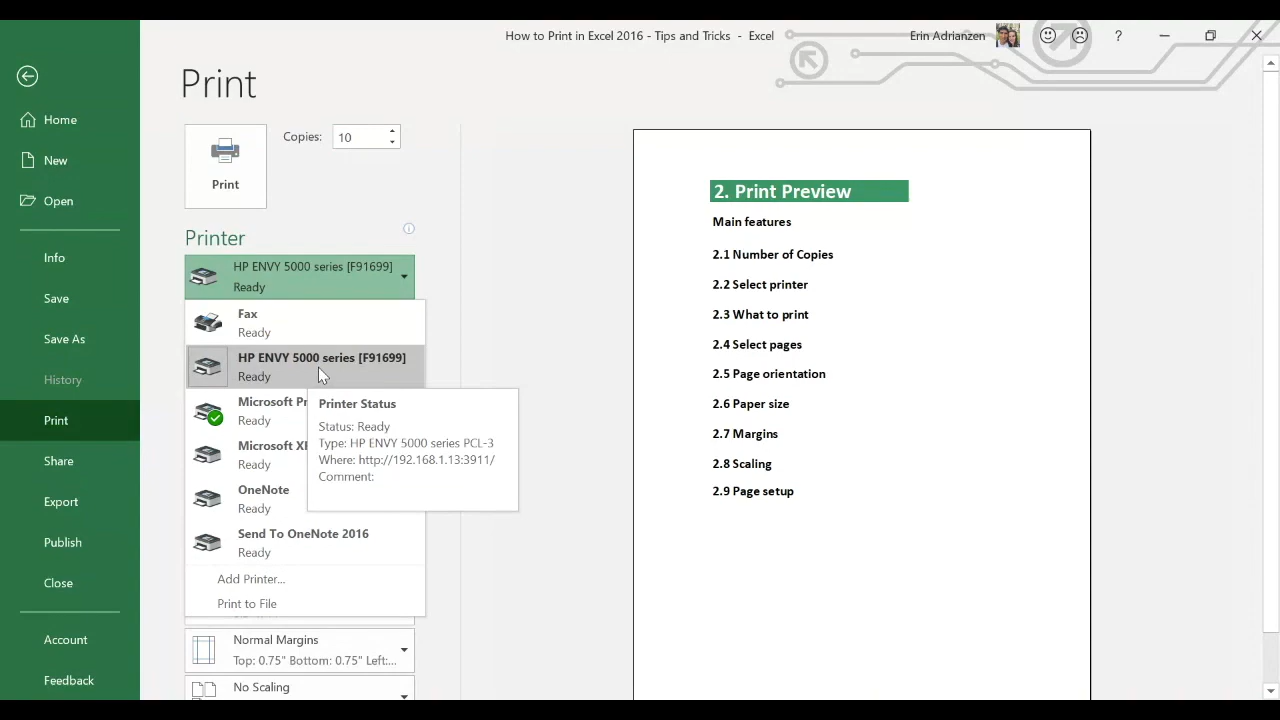 How to Print in Excel 2016 - Tips and Tricks - Excel
Erin Adrianzen
?
Home
New
Open
Info
Save
Save As
History
Print
Share
Export
Publish
Close
Account
Feedback
Print
Print
Copies: 10
Printer
HP ENVY 5000 series [F91699]
Ready
Fax
Ready
HP ENVY 5000 series [F91699]
Ready
Microsoft Pr
Ready
Microsoft
Ready
OneNote
Ready
Send To OneNote 2016
Ready
Add Printer...
Print to File
Printer Status
Status: Ready
Type: HP ENVY 5000 series PCL-3
Where: http://192.168.1.13:3911/
Comment:
Normal Margins
Top: 0.75" Bottom: 0.75" Left:...
No Scaling
2. Print Preview
Main features
2.1 Number of Copies
2.2 Select printer
2.3 What to print
2.4 Select pages
2.5 Page orientation
2.6 Paper size
2.7 Margins
2.8 Scaling
2.9 Page setup